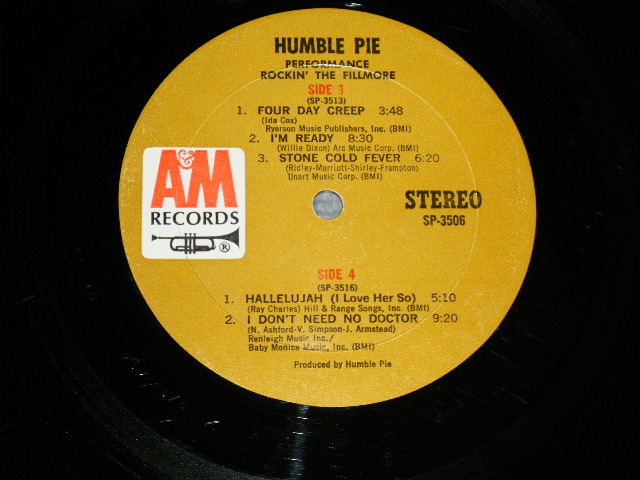 HUMBLE PIE
PERFORMANCE
ROCKIN' THE FILLMORE
SIDE 1
(SP-3513)
1. FOUR DAY CREEP 3:48
(Ida Cox)
Ryerson Music Publishers, Inc. (BMI)
2. I'M READY 8:30
(Willie Dixon) Arc Music Corp. (BMI)
3. STONE COLD FEVER 6:20
(Ridley-Marriott-Shirley-Frampton)
Unart Music Corp. (BMI)
A&M
RECORDS
®
STEREO
SP-3506
SIDE 4
(SP-3516)
1. HALLELUJAH (I Love Her So) 5:10
(Ray Charles) Hill & Range Songs, Inc. (BMI)
2. I DON'T NEED NO DOCTOR 9:20
(N. Ashford-V. Simpson-J. Armstead)
Renleigh Music Inc./
Baby Monica Music, Inc. (BMI)
Produced by Humble Pie